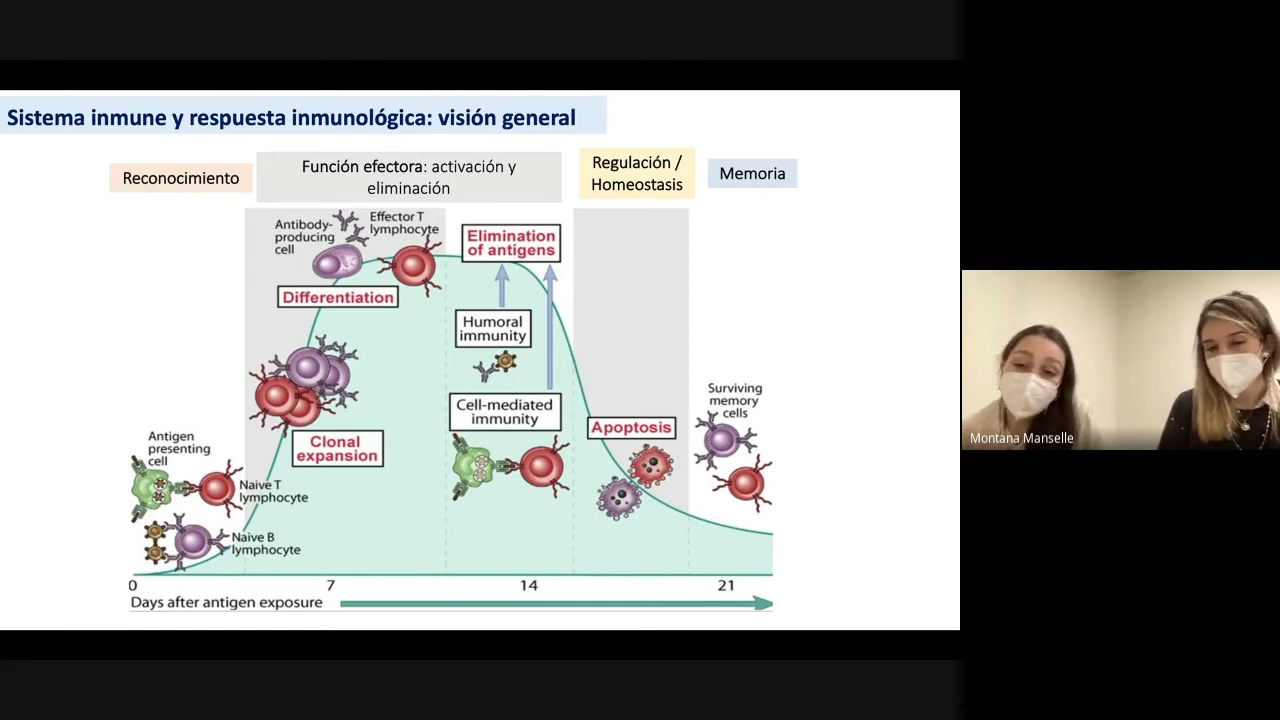 Sistema inmune y respuesta inmunológica: visión general
Reconocimiento
Función efectora: activación y
eliminación
Regulación /
Homeostasis
Memoria
Antibody-
producing
cell
Effector T
lymphocyte
Elimination
of antigens
Differentiation
Humoral
immunity
Cell-mediated
immunity
Clonal
expansion
Apoptosis
Surviving
memory
cells
Antigen
presenting
cell
Naive T
lymphocyte
Naive B
lymphocyte
0 7 14 21
Days after antigen exposure
Montana Manselle